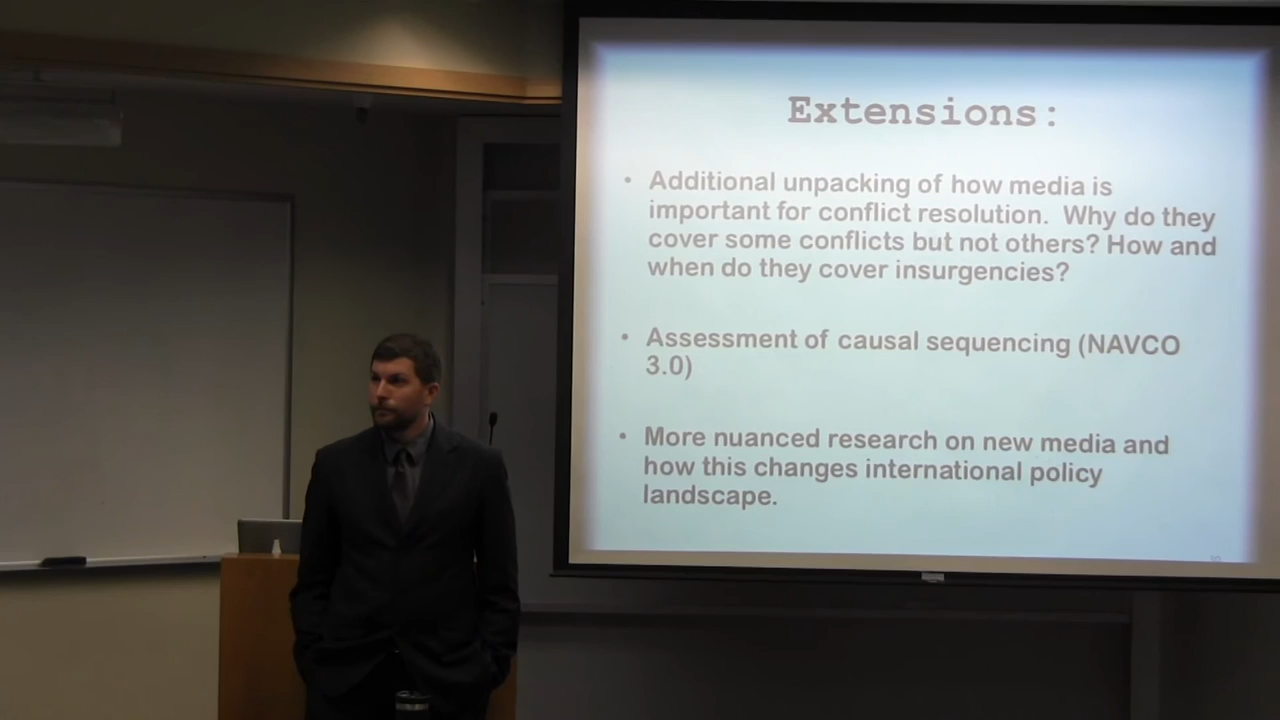 Extensions:
• Additional unpacking of how media is
important for conflict resolution.  Why do they
cover some conflicts but not others? How and
when do they cover insurgencies?
• Assessment of causal sequencing (NAVCO
3.0)
• More nuanced research on new media and
how this changes international policy
landscape.